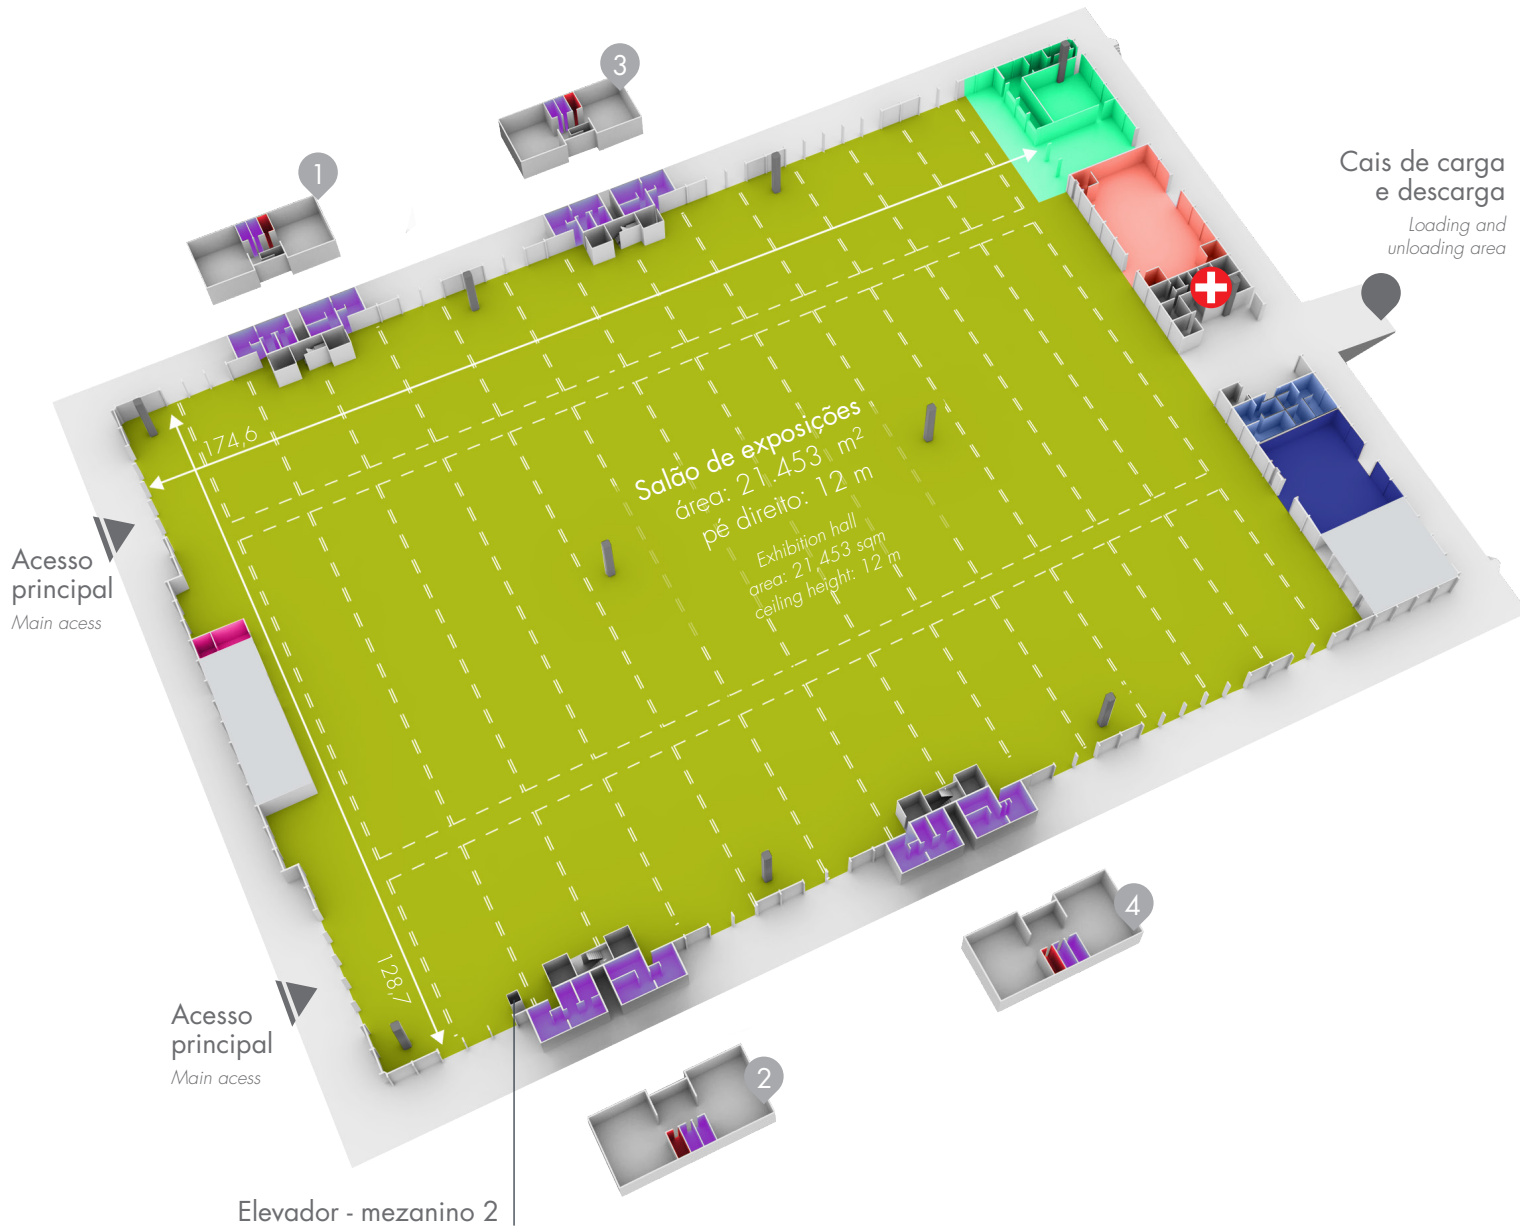 3
1
Cais de carga
e descarga
Loading and
unloading area
174,6
Salão de exposições
área: 21.453 m²
pé direito: 12 m
Exhibition hall
area: 21.453 sqm
ceiling height: 12 m
Acesso
principal
Main acess
128,7
4
Acesso
principal
Main acess
2
Elevador - mezanino 2